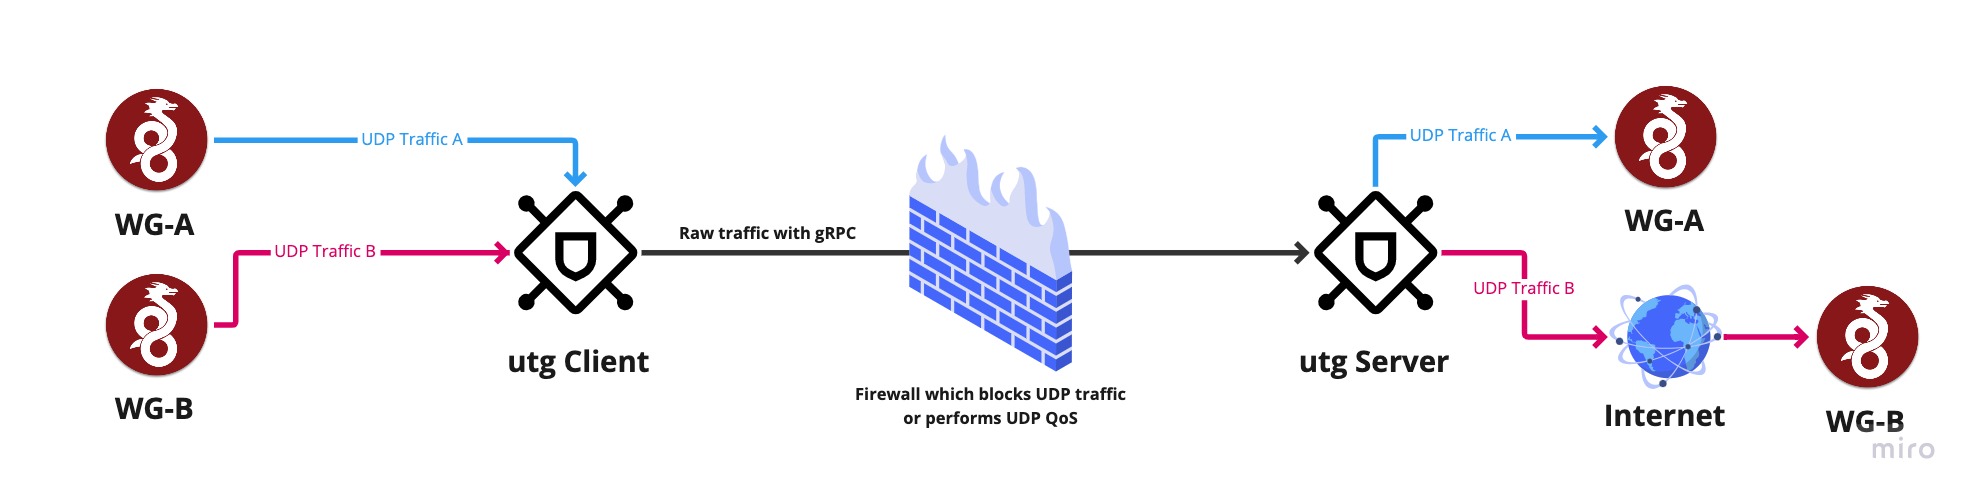 UDP Traffic A
WG-A
UDP Traffic B
WG-B
utg Client
Raw traffic with gRPC
Firewall which blocks UDP traffic
or performs UDP QoS
utg Server
UDP Traffic A
WG-A
UDP Traffic B
Internet
WG-B
miro